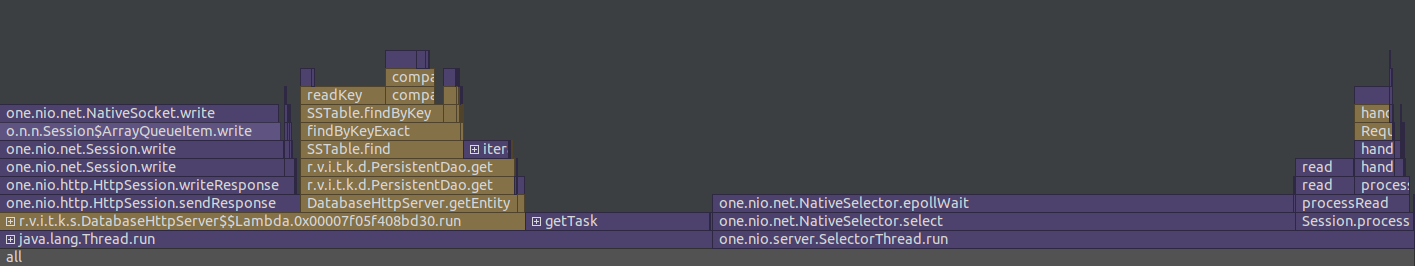 compa
readKey compa
one.nio.net.NativeSocket.write SSTable.findByKey hand
o.n.n.Session$ArrayQueueItem.write findByKeyExact Requ
one.nio.net.Session.write SSTable.find iter hand
one.nio.net.Session.write r.v.i.t.k.d.PersistentDao.get read hand
one.nio.http.HttpSession.writeResponse r.v.i.t.k.d.PersistentDao.get read process
one.nio.http.HttpSession.sendResponse DatabaseHttpServer.getEntity one.nio.net.NativeSelector.epollWait processRead
r.v.i.t.k.s.DatabaseHttpServer$$Lambda.0x00007f05f408bd30.run getTask one.nio.net.NativeSelector.select Session.process
java.lang.Thread.run one.nio.server.SelectorThread.run
all